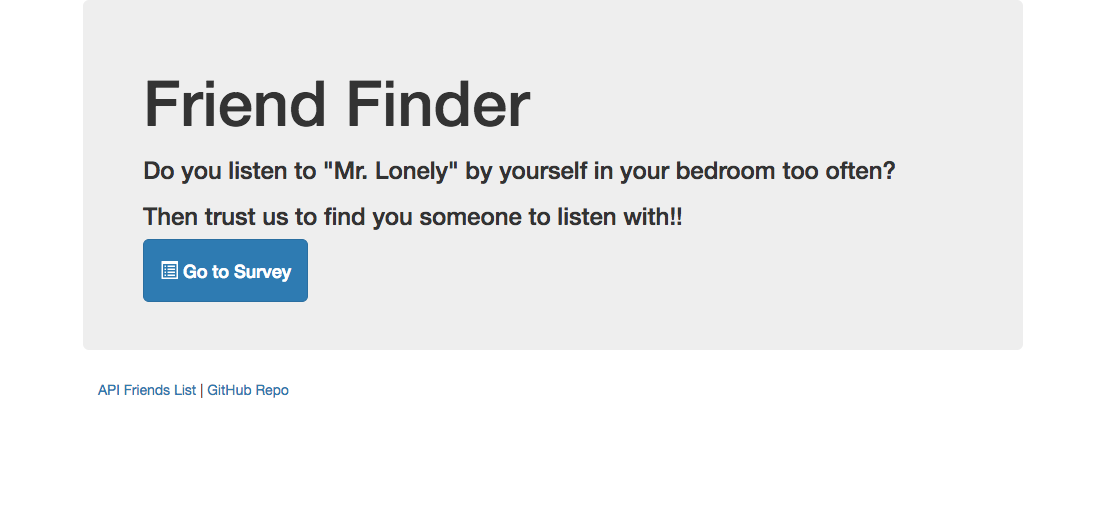 Friend Finder
Do you listen to "Mr. Lonely" by yourself in your bedroom too often?
Then trust us to find you someone to listen with!!
Go to Survey
API Friends List | GitHub Repo